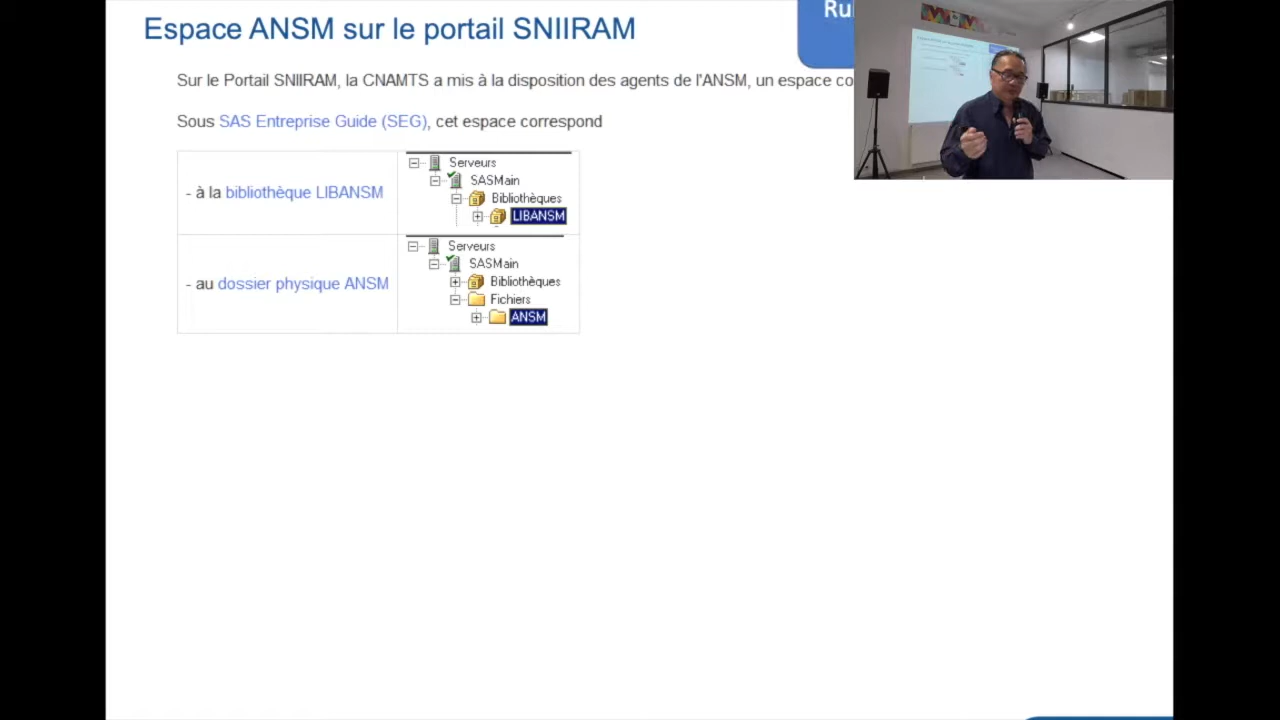 Espace ANSM sur le portail SNIIRAM
Sur le Portail SNIIRAM, la CNAMTS a mis à la disposition des agents de l'ANSM, un espace
Sous SAS Entreprise Guide (SEG), cet espace correspond
- à la bibliothèque LIBANSM
Serveurs
SASMain
Bibliothèques
LIBANSM
- au dossier physique ANSM
Serveurs
SASMain
Bibliothèques
Fichiers
ANSM